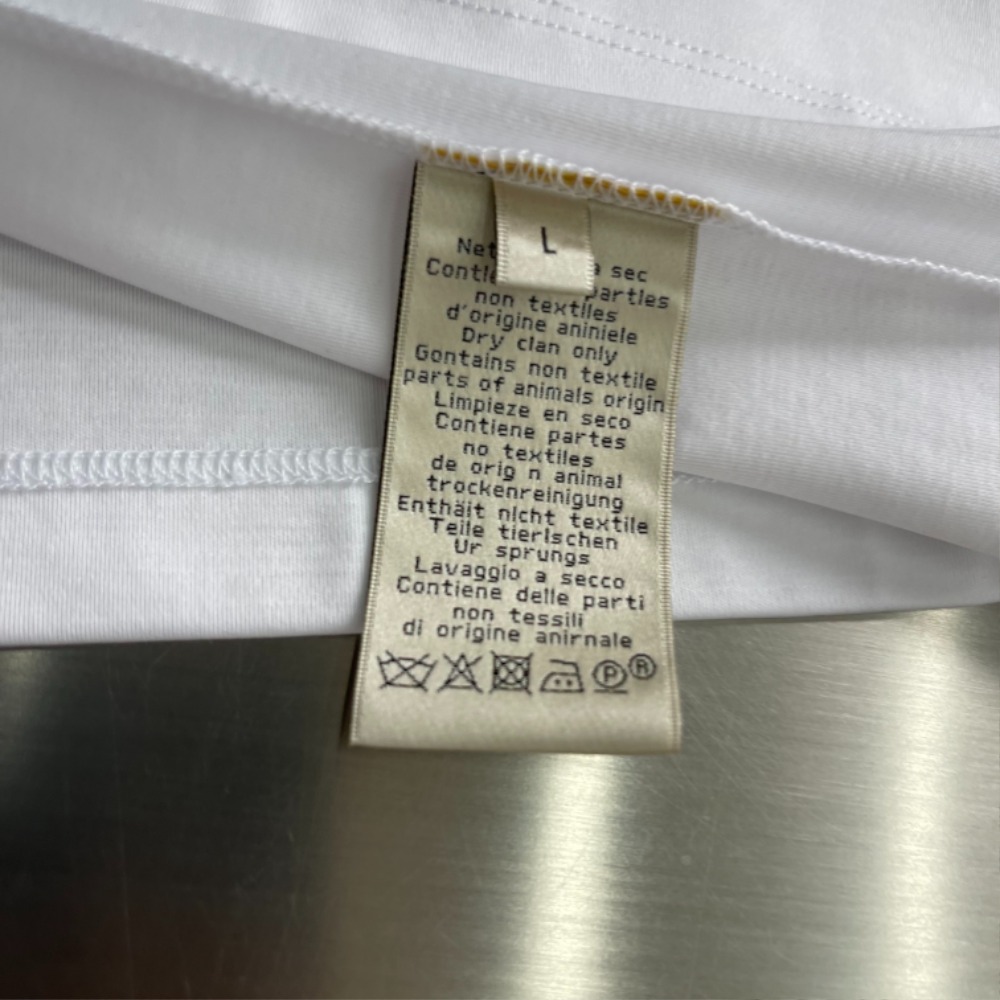 L
Net a sec
Contie partles
non textiles
d'origine aniniele
Dry clan only
Gontains non textile
parts of animals origin
Limpieze en seco
Contiene partes
no textiles
de orig n animal
trockenreinigung
Enthäit nicht textile
Teile tierlschen
Ur sprungs
Lavaggio a secco
Contiene delle parti
non tessili
di origine anirnale
P ®